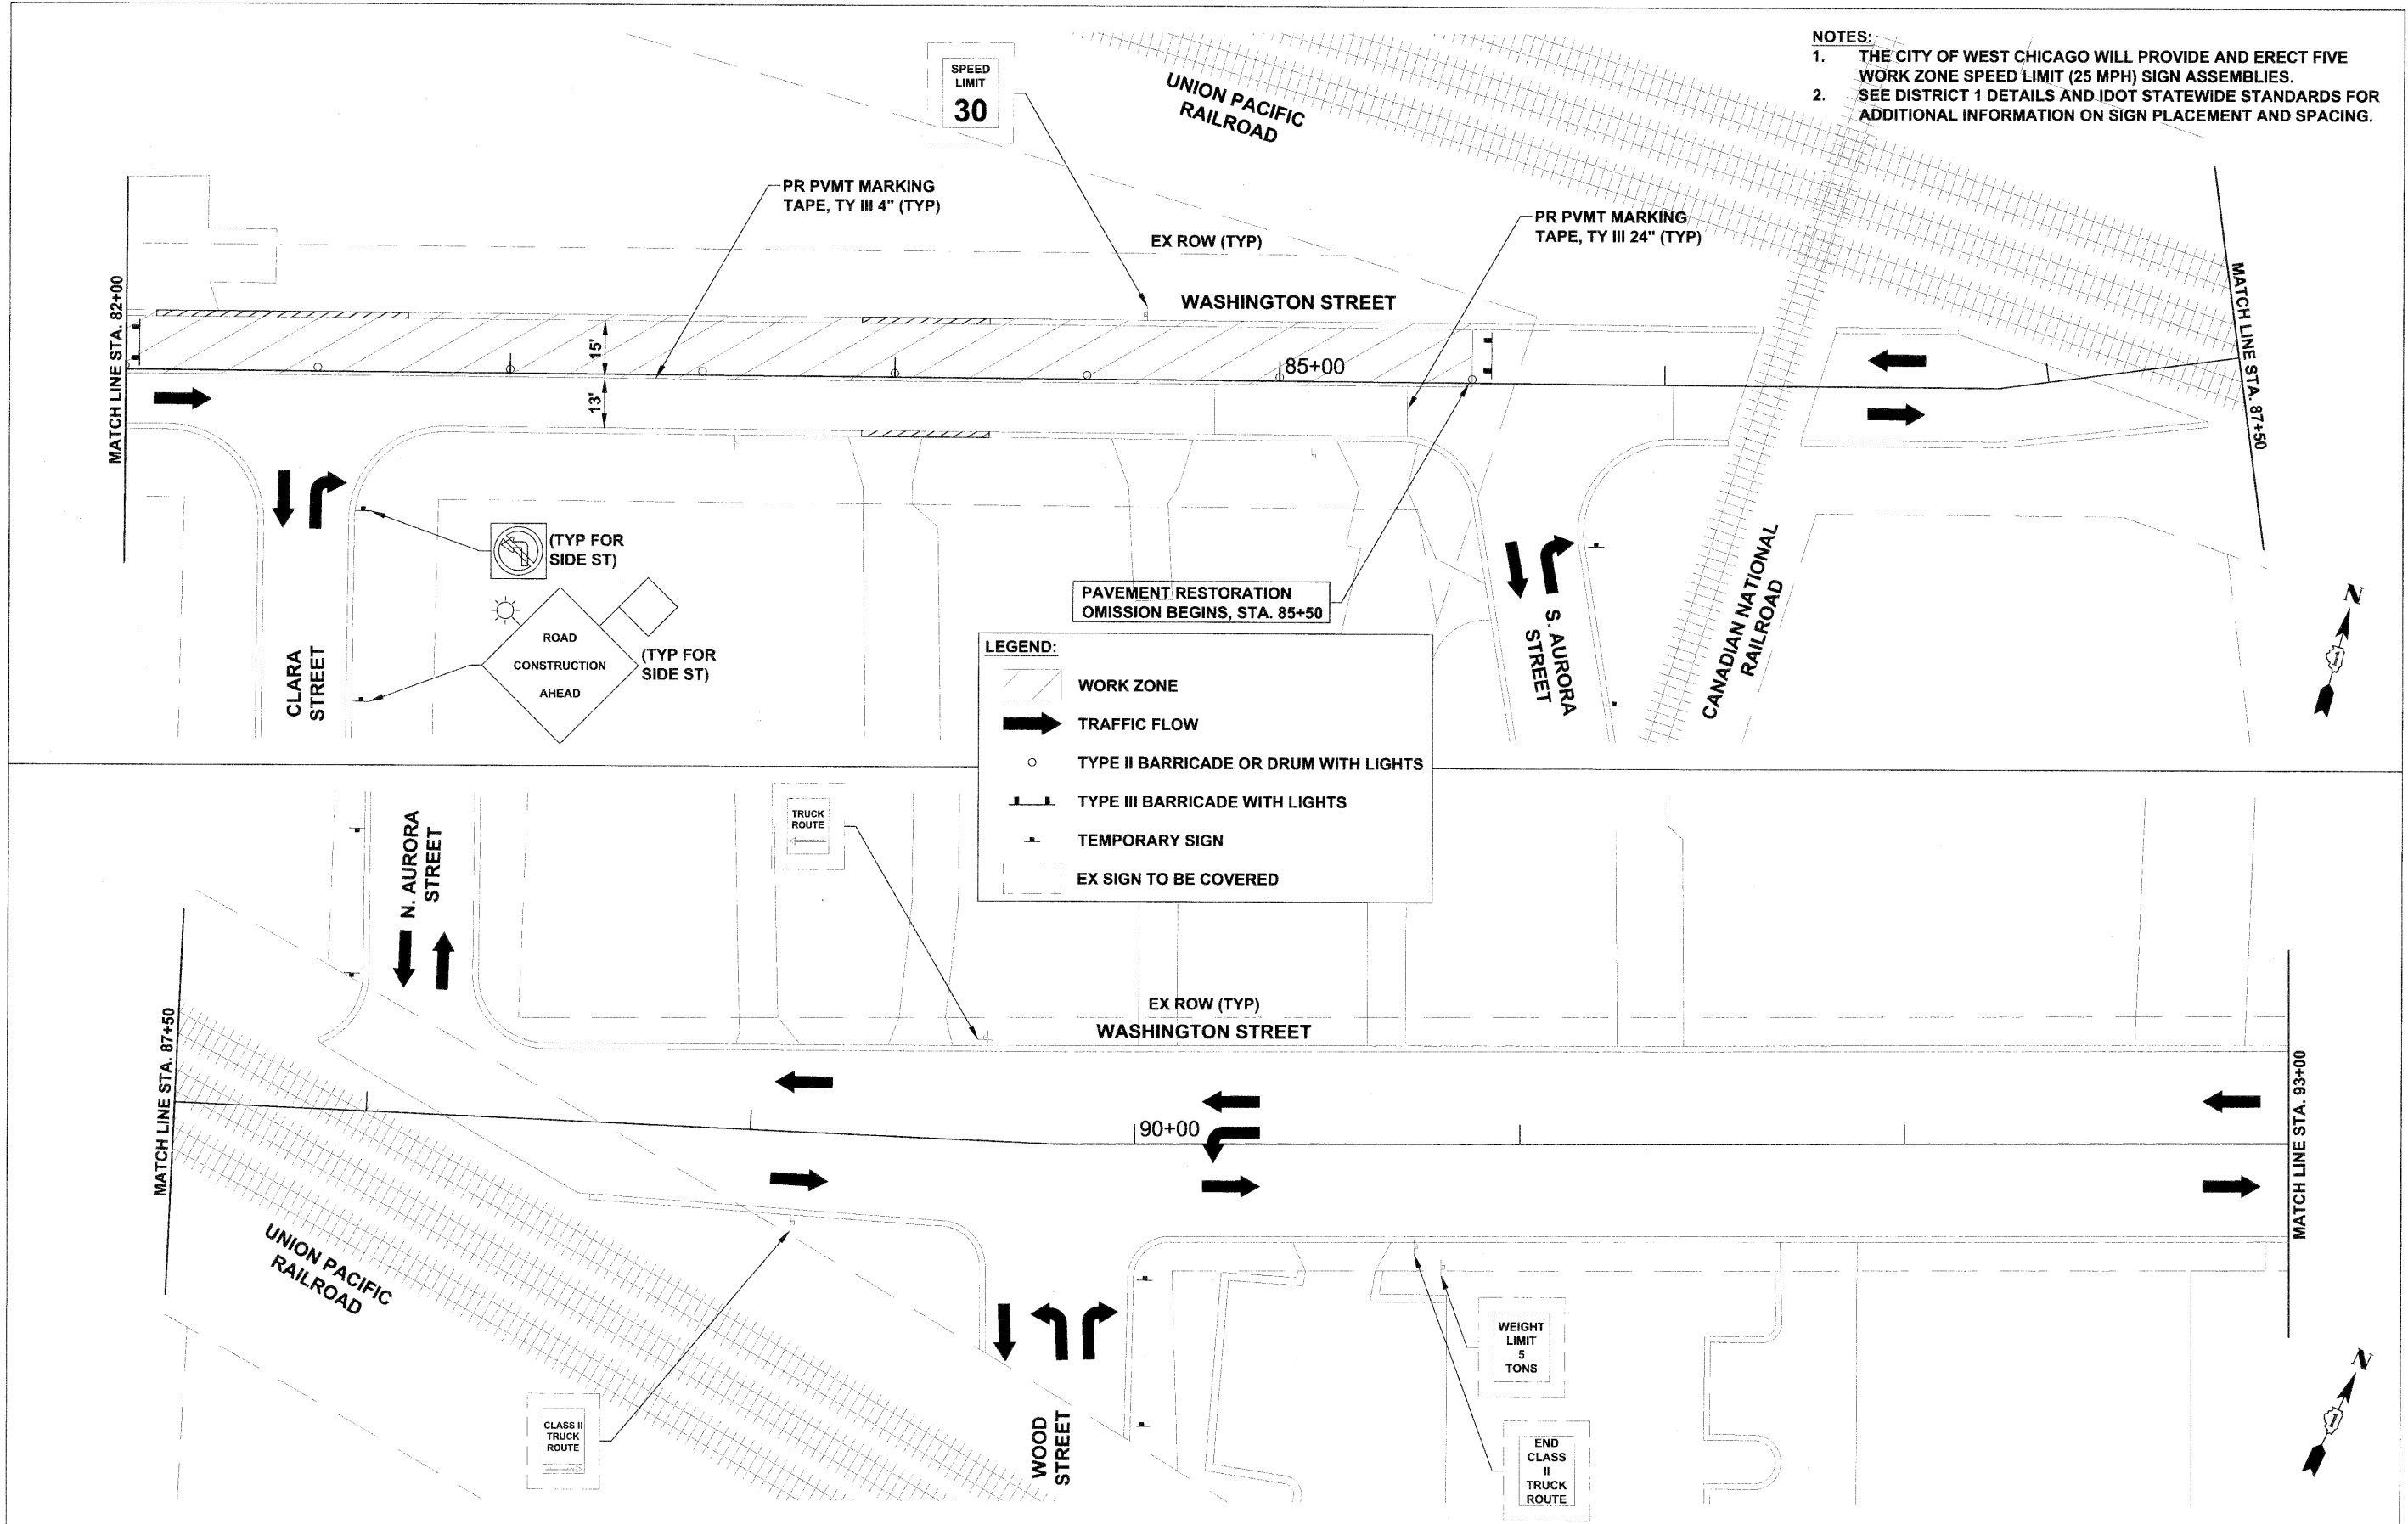 NOTES:
1. THE CITY OF WEST CHICAGO WILL PROVIDE AND ERECT FIVE
WORK ZONE SPEED LIMIT (25 MPH) SIGN ASSEMBLIES.
2. SEE DISTRICT 1 DETAILS AND IDOT STATEWIDE STANDARDS FOR
ADDITIONAL INFORMATION ON SIGN PLACEMENT AND SPACING.
SPEED
LIMIT
30
UNION PACIFIC
RAILROAD
PR PVMT MARKING
TAPE, TY III 4" (TYP)
PR PVMT MARKING
TAPE, TY III 24" (TYP)
EX ROW (TYP)
WASHINGTON STREET
MATCH LINE STA. 82+00
15'
13'
85+00
MATCH LINE STA. 87+50
(TYP FOR
SIDE ST)
ROAD
CONSTRUCTION
AHEAD
(TYP FOR
SIDE ST)
CLARA
STREET
PAVEMENT RESTORATION
OMISSION BEGINS, STA. 85+50
S. AURORA
STREET
CANADIAN NATIONAL
RAILROAD
N
LEGEND:
WORK ZONE
TRAFFIC FLOW
TYPE II BARRICADE OR DRUM WITH LIGHTS
TYPE III BARRICADE WITH LIGHTS
TEMPORARY SIGN
EX SIGN TO BE COVERED
N. AURORA
STREET
TRUCK
ROUTE
EX ROW (TYP)
WASHINGTON STREET
MATCH LINE STA. 87+50
90+00
MATCH LINE STA. 93+00
UNION PACIFIC
RAILROAD
CLASS II
TRUCK
ROUTE
WOOD
STREET
WEIGHT
LIMIT
5
TONS
END
CLASS
II
TRUCK
ROUTE
N